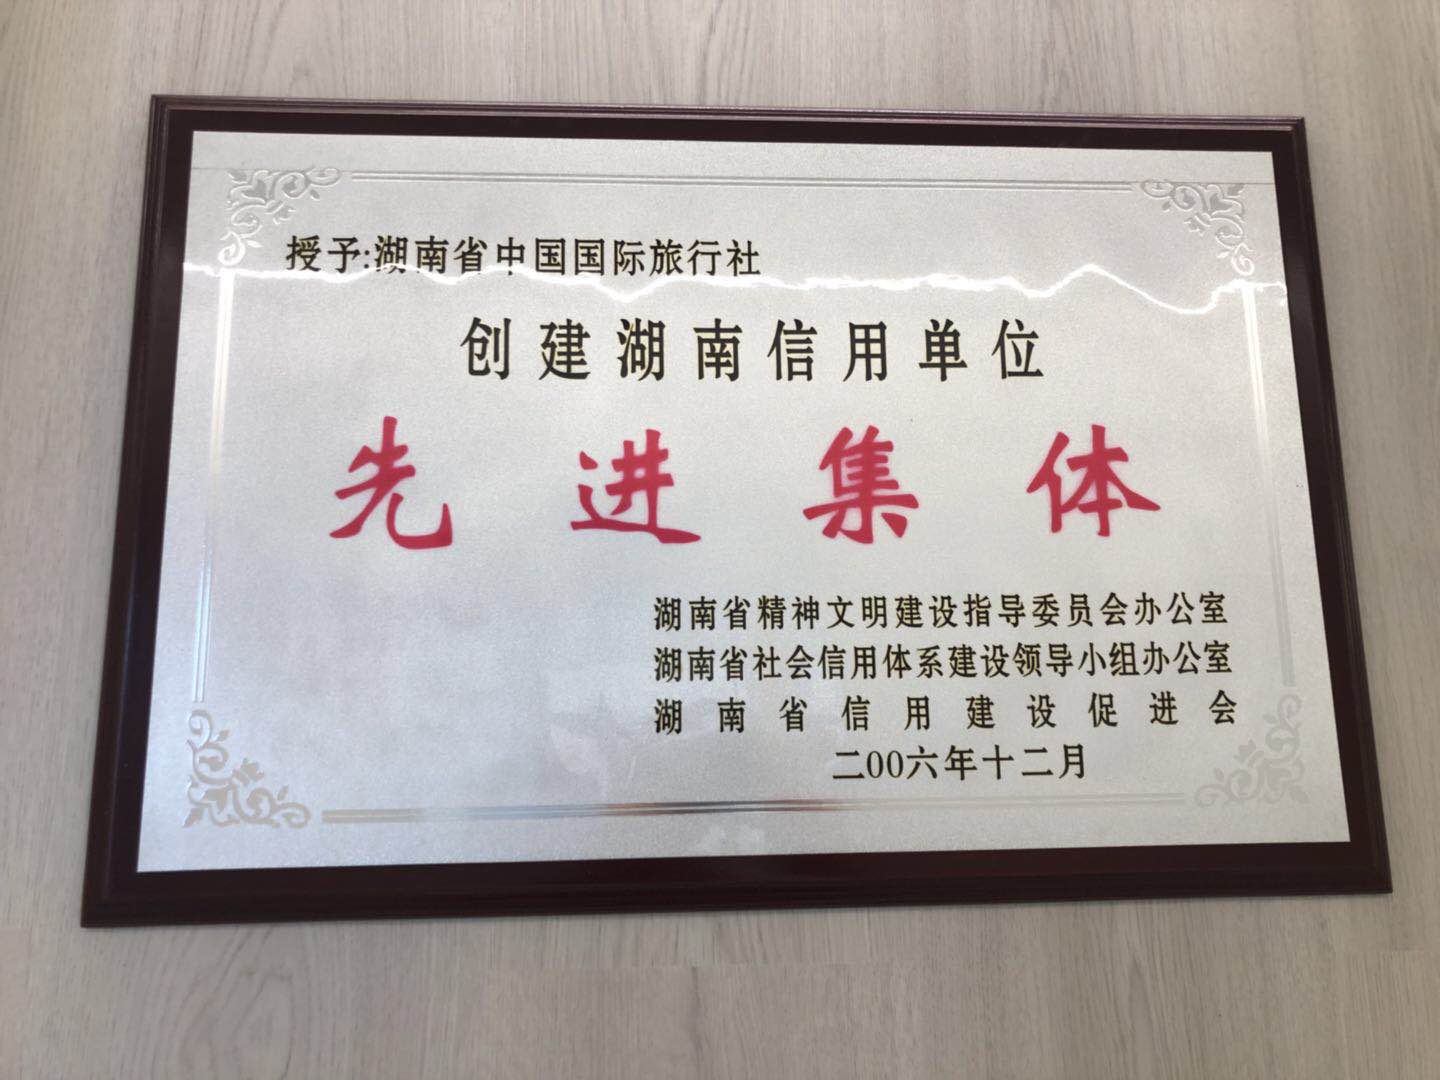 授予:湖南省中国国际旅行社
创建湖南信用单位
先进集体
湖南省精神文明建设指导委员会办公室
湖南省社会信用体系建设领导小组办公室
湖南省信用建设促进会
二00六年十二月